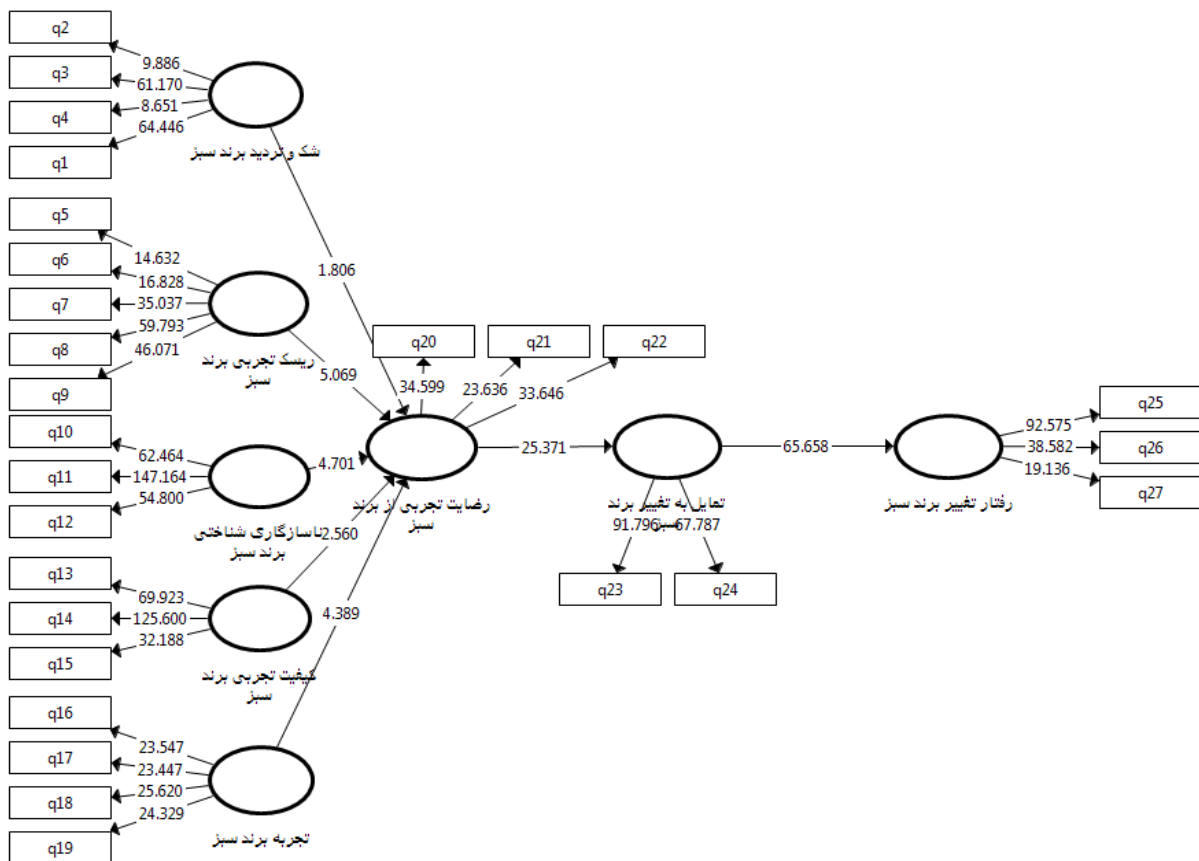 q2
q3
q4
q1
9.886
61.170
8.651
64.446
شک و تردید برند سبز
1.806
q5
q6
q7
q8
q9
14.632
16.828
35.037
59.793
46.071
ریسک تجربی برند
سبز
5.069
q10
q11
q12
62.464
147.164
54.800
ناسازگاری شناختی
برند سبز
4.701
q13
q14
q15
69.923
125.600
32.188
کیفیت تجربی برند
سبز
2.560
q16
q17
q18
q19
23.547
23.447
25.620
24.329
تجربه برند سبز
4.389
q20
q21
q22
34.599
23.636
33.646
رضایت تجربی از برند
سبز
25.371
تمایل به تغییر برند
سبز
91.796
67.787
q23
q24
65.658
رفتار تغییر برند سبز
92.575
38.582
19.136
q25
q26
q27